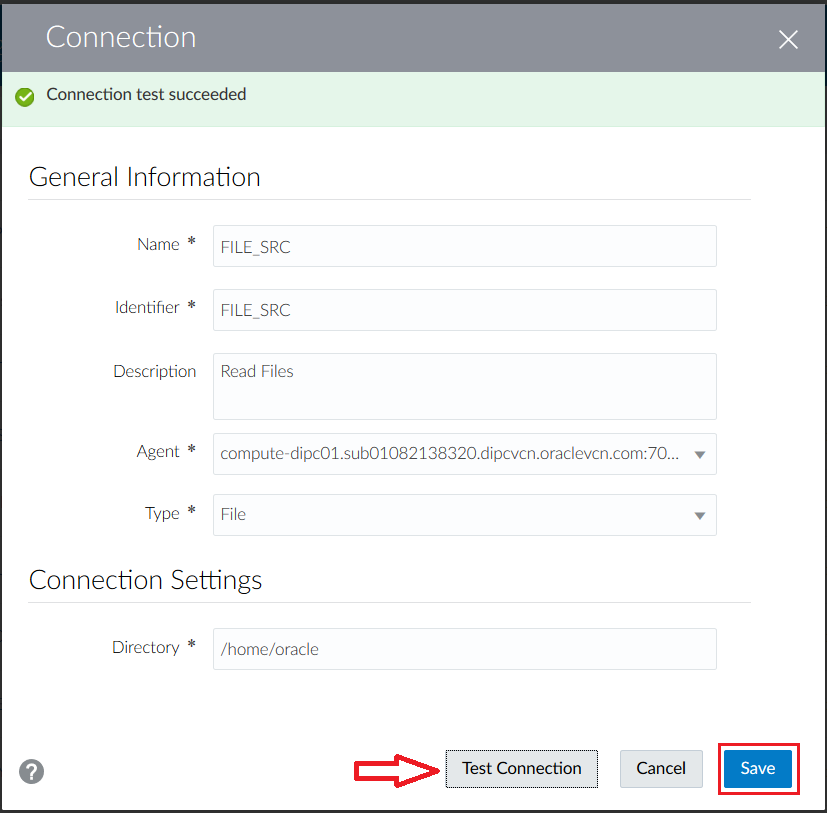 Connection
Connection test succeeded
General Information
Name *
FILE_SRC
Identifier *
FILE_SRC
Description
Read Files
Agent *
compute-dipc01.sub01082138320.dipcvcn.oraclevcn.com:70...
Type *
File
Connection Settings
Directory *
/home/oracle
?
Test Connection
Cancel
Save